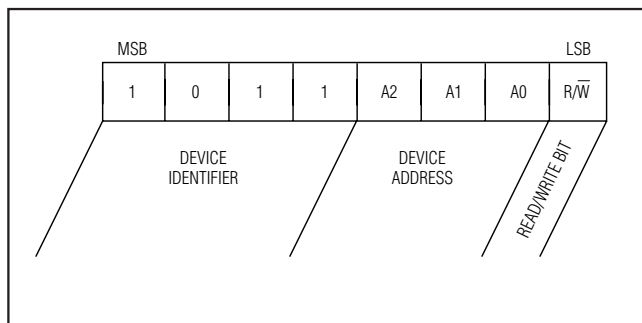 MSB LSB
1 0 1 1 A2 A1 A0 R/W̅
DEVICE IDENTIFIER
DEVICE ADDRESS
READ/WRITE BIT